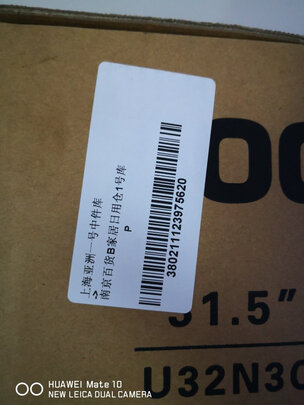 上海亚洲一号中件库
->
南京百货B家居日用仓1号库
P
380211123975620
31.5"
U32N3C
HUAWEI Mate 10
NEW LEICA DUAL CAMERA